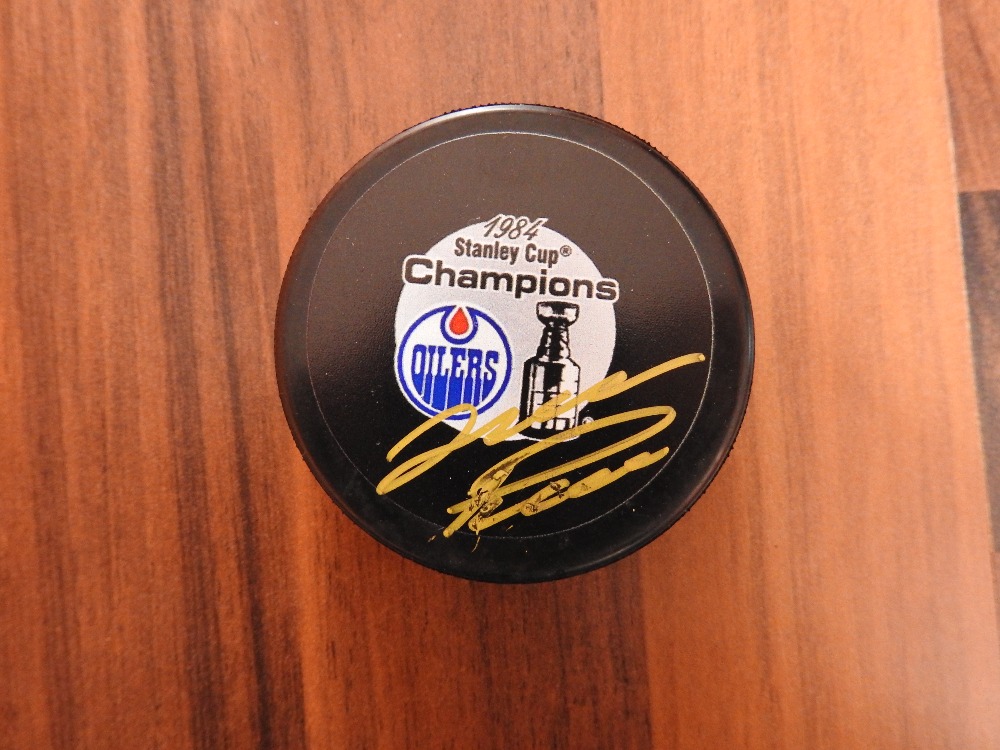 1984
Stanley Cup®
Champions
OILERS